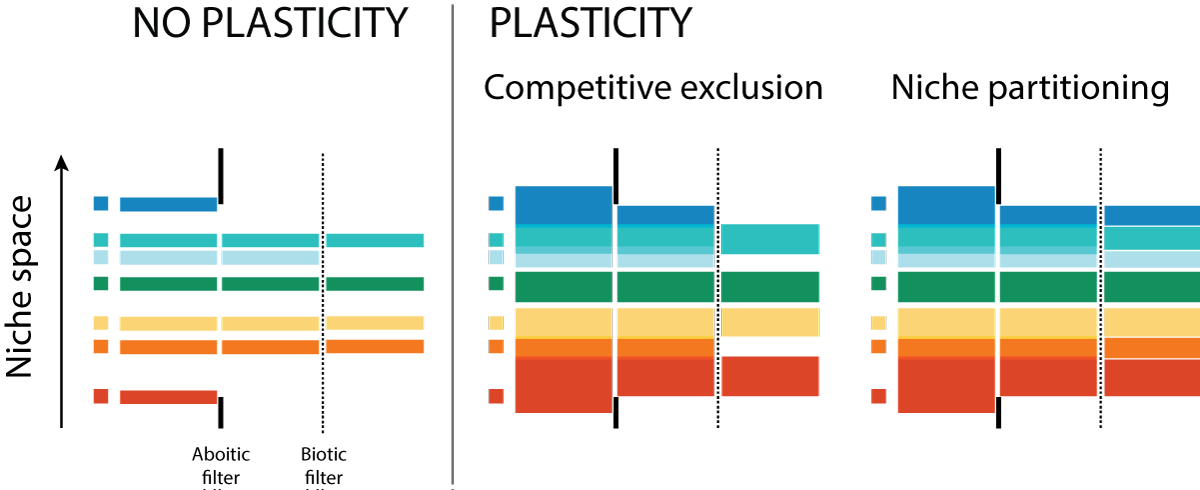 NO PLASTICITY
PLASTICITY
Competitive exclusion
Niche partitioning
Niche space
Aboitic
filter
Biotic
filter